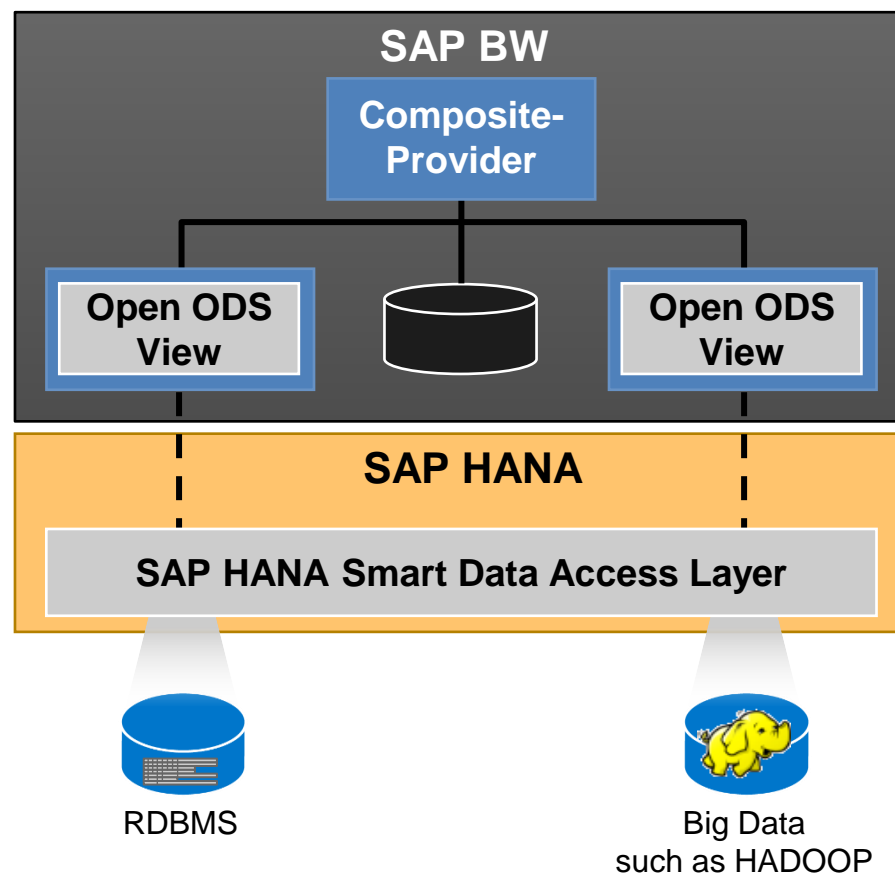 SAP BW
Composite-
Provider
Open ODS
View
Open ODS
View
SAP HANA
SAP HANA Smart Data Access Layer
RDBMS
Big Data
such as HADOOP